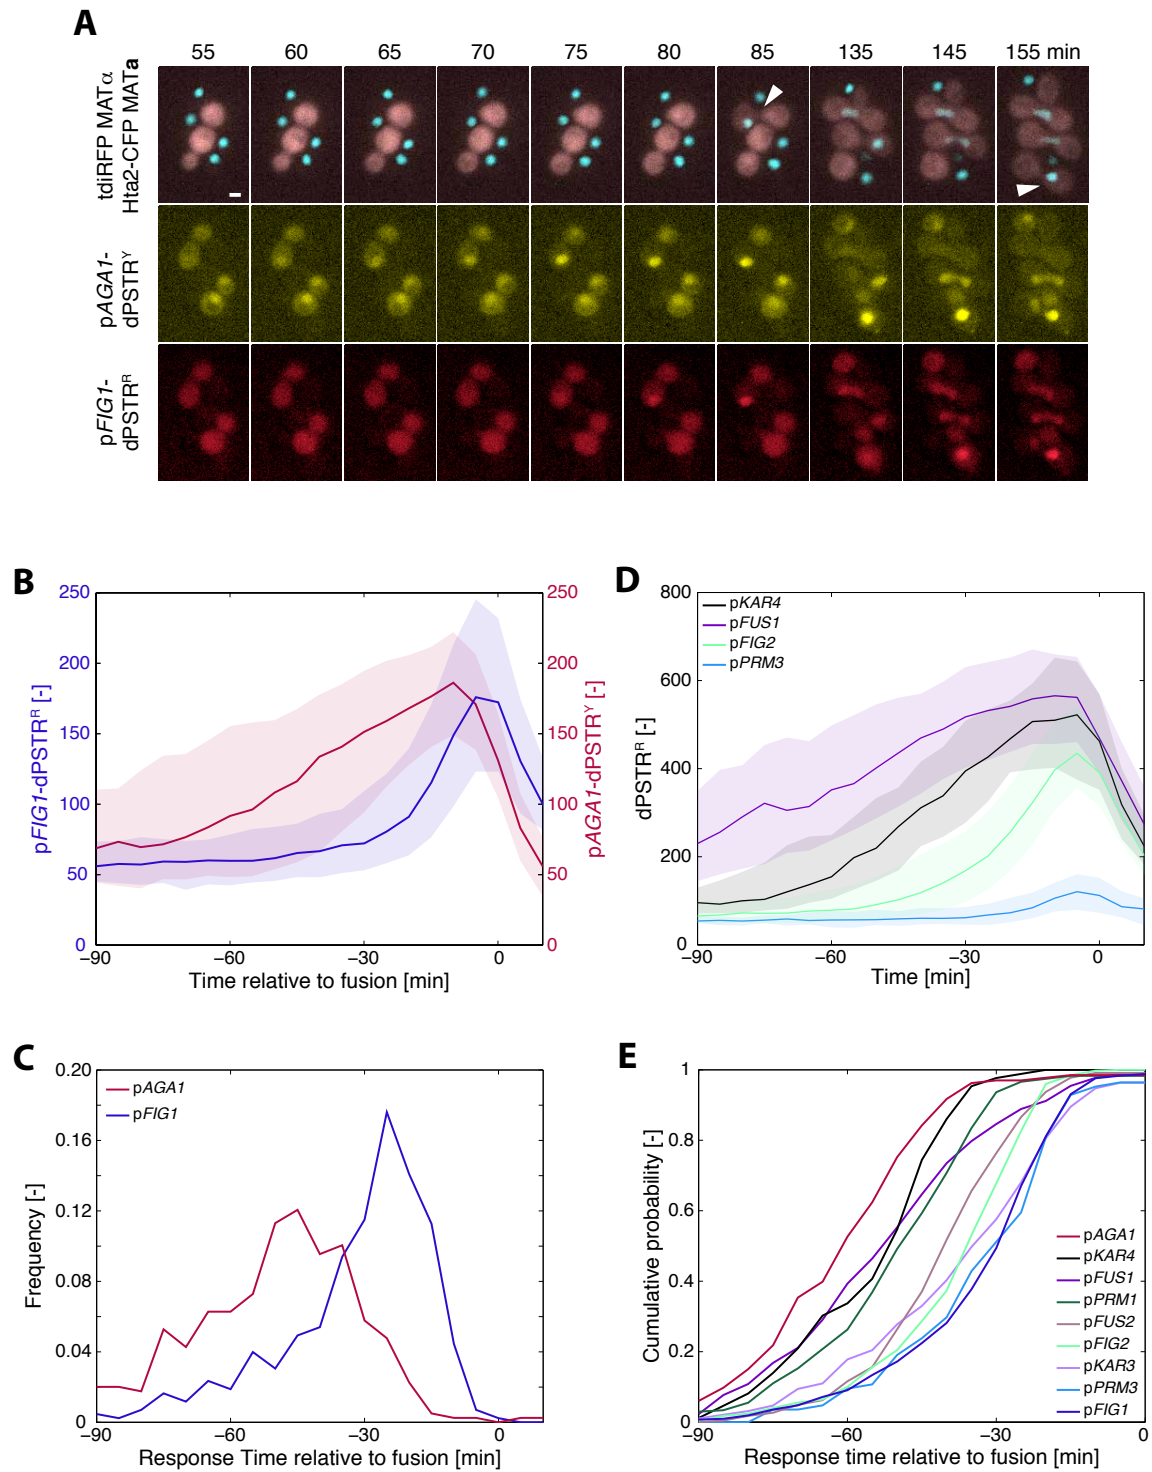 A
55 60 65 70 75 80 85 135 145 155 min
tdiRFP MATα
Hta2-CFP MATa
pAGA1-
dPSTRY
pFIG1-
dPSTRR
B
250
200
150
100
50
0
pFIG1-dPSTRR [-]
250
200
150
100
50
0
pAGA1-dPSTRY [-]
−90 −60 −30 0
Time relative to fusion [min]
D
800
600
400
200
0
dPSTRR [-]
pKAR4
pFUS1
pFIG2
pPRM3
−90 −60 −30 0
Time [min]
C
0.20
0.16
0.12
0.08
0.04
0
Frequency [-]
pAGA1
pFIG1
−90 −60 −30 0
Response Time relative to fusion [min]
E
1
0.8
0.6
0.4
0.2
0
Cumulative probability [-]
pAGA1
pKAR4
pFUS1
pPRM1
pFUS2
pFIG2
pKAR3
pPRM3
pFIG1
−90 −60 −30 0
Response time relative to fusion [min]